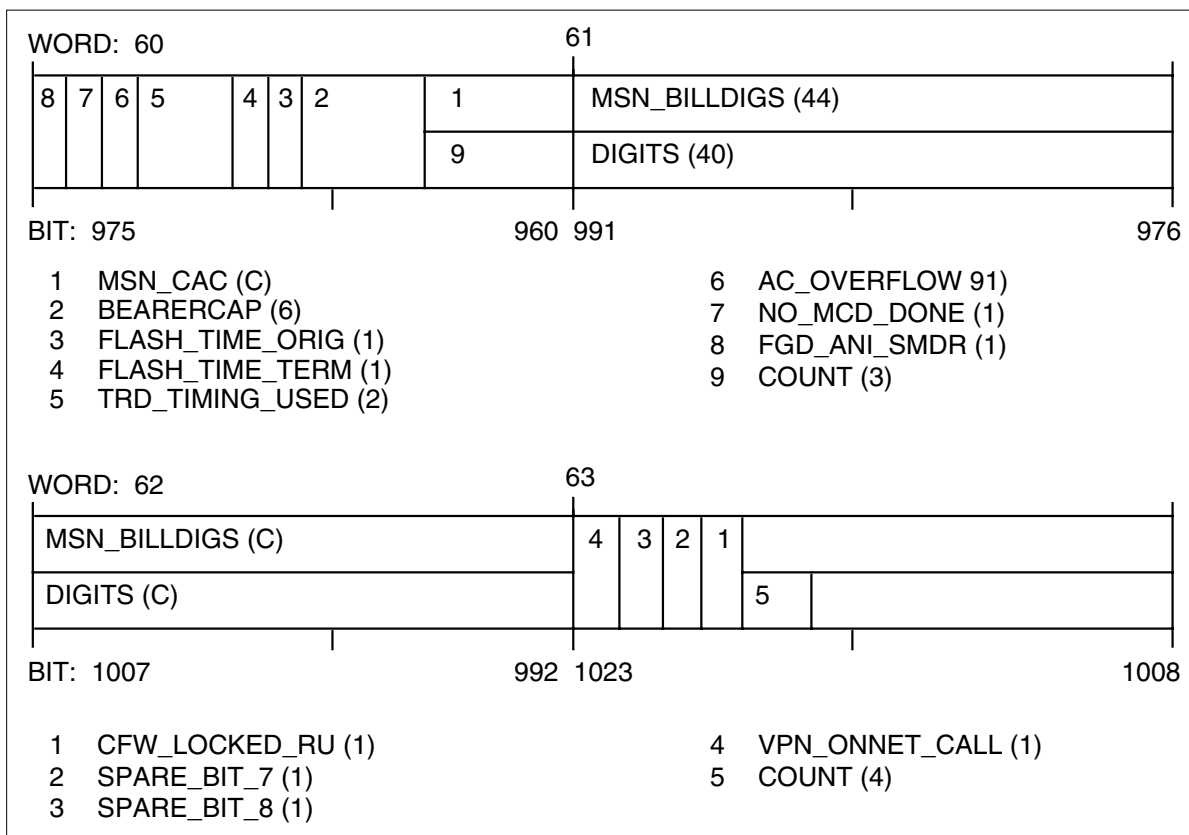 WORD: 60 61
8 7 6 5 4 3 2 1 MSN_BILLDIGS (44)
9 DIGITS (40)
BIT: 975 960 991 976
1 MSN_CAC (C)
2 BEARERCAP (6)
3 FLASH_TIME_ORIG (1)
4 FLASH_TIME_TERM (1)
5 TRD_TIMING_USED (2)
6 AC_OVERFLOW 91)
7 NO_MCD_DONE (1)
8 FGD_ANI_SMDR (1)
9 COUNT (3)
WORD: 62 63
MSN_BILLDIGS (C) 4 3 2 1
DIGITS (C) 5
BIT: 1007 992 1023 1008
1 CFW_LOCKED_RU (1)
2 SPARE_BIT_7 (1)
3 SPARE_BIT_8 (1)
4 VPN_ONNET_CALL (1)
5 COUNT (4)